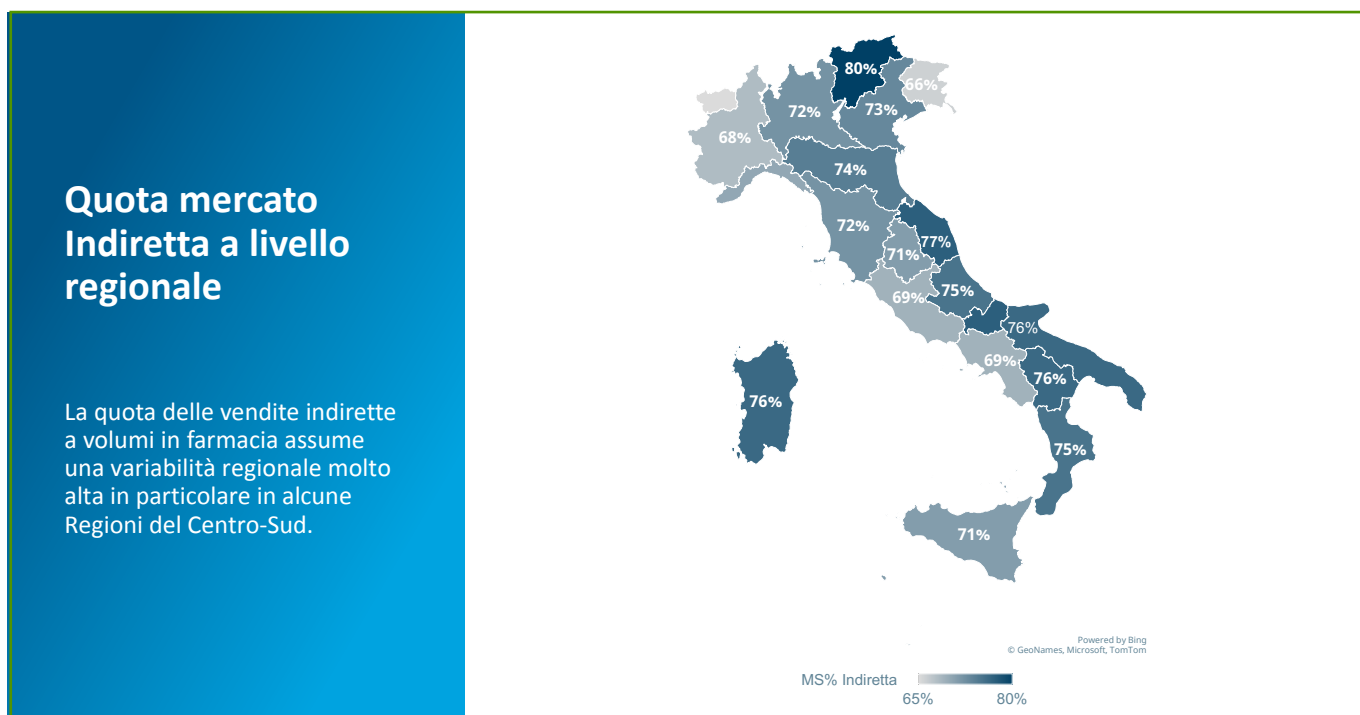 Quota mercato
Indiretta a livello
regionale
La quota delle vendite indirette
a volumi in farmacia assume
una variabilità regionale molto
alta in particolare in alcune
Regioni del Centro-Sud.
80%
66%
72%
73%
68%
74%
72%
77%
71%
75%
69%
76%
69%
76%
76%
75%
71%
Powered by Bing
© GeoNames, Microsoft, TomTom
MS% Indiretta
65%
80%